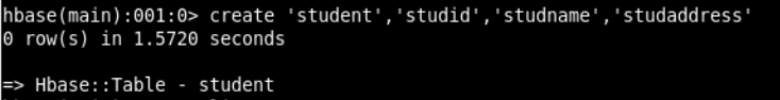 hbase(main):001:0> create 'student','studid','studname','studaddress'
0 row(s) in 1.5720 seconds
=> Hbase::Table - student